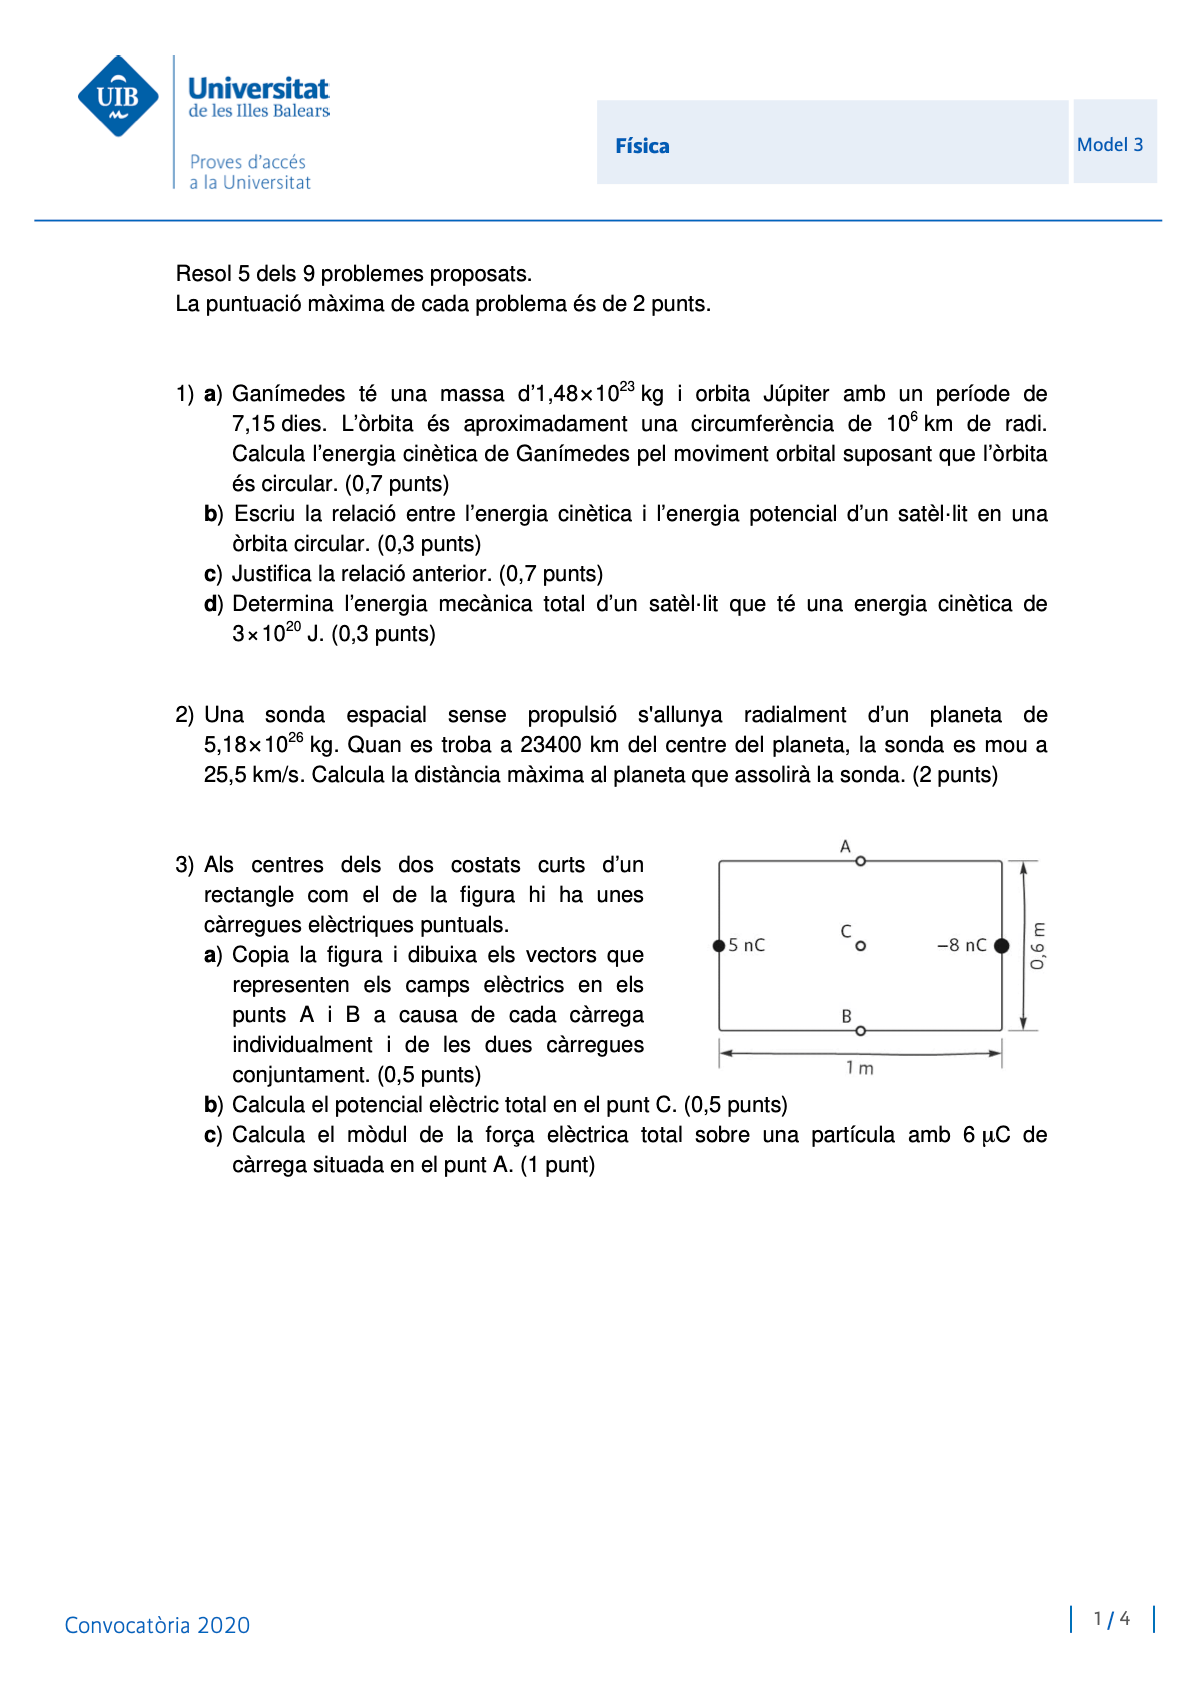 UIB
Universitat
de les Illes Balears
Proves d'accés
a la Universitat
Física
Model 3
Resol 5 dels 9 problemes proposats.
La puntuació màxima de cada problema és de 2 punts.
1) a) Ganímedes té una massa d'1,48×10²³ kg i orbita Júpiter amb un període de
7,15 dies. L'òrbita és aproximadament una circumferència de 10⁶ km de radi.
Calcula l'energia cinètica de Ganímedes pel moviment orbital suposant que l'òrbita
és circular. (0,7 punts)
b) Escriu la relació entre l'energia cinètica i l'energia potencial d'un satèl·lit en una
òrbita circular. (0,3 punts)
c) Justifica la relació anterior. (0,7 punts)
d) Determina l'energia mecànica total d'un satèl·lit que té una energia cinètica de
3×10²⁰ J. (0,3 punts)
2) Una sonda espacial sense propulsió s'allunya radialment d'un planeta de
5,18×10²⁶ kg. Quan es troba a 23400 km del centre del planeta, la sonda es mou a
25,5 km/s. Calcula la distància màxima al planeta que assolirà la sonda. (2 punts)
3) Als centres dels dos costats curts d'un
rectangle com el de la figura hi ha unes
càrregues elèctriques puntuals.
a) Copia la figura i dibuixa els vectors que
representen els camps elèctrics en els
punts A i B a causa de cada càrrega
individualment i de les dues càrregues
conjuntament. (0,5 punts)
b) Calcula el potencial elèctric total en el punt C. (0,5 punts)
c) Calcula el mòdul de la força elèctrica total sobre una partícula amb 6 μC de
càrrega situada en el punt A. (1 punt)
A
C
5 nC
−8 nC
0,6 m
B
1 m
Convocatòria 2020
1 / 4